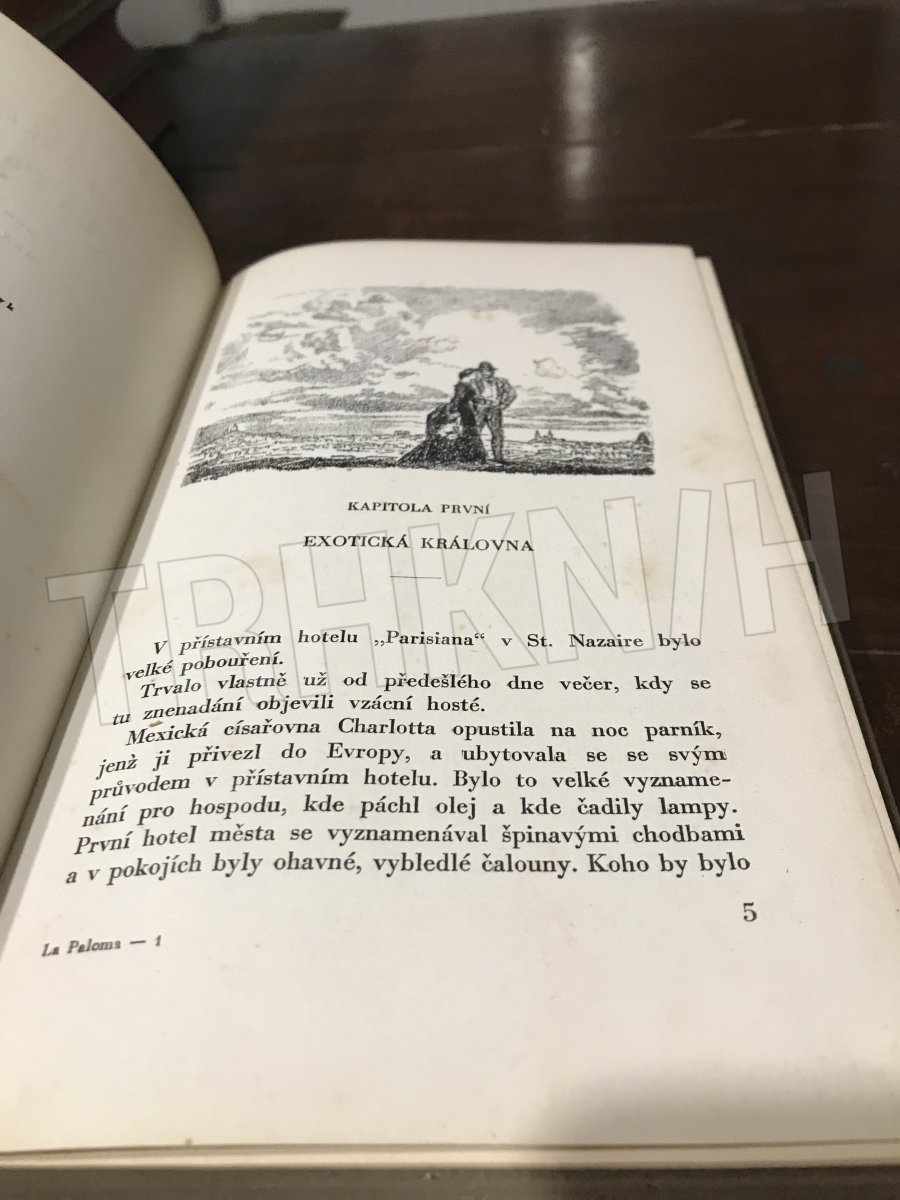 KAPITOLA PRVNÍ
EXOTICKÁ KRÁLOVNA
V přístavním hotelu „Parisiana“ v St. Nazaire bylo
velké pobouření.
Trvalo vlastně už od předešlého dne večer, kdy se
tu znenadání objevili vzácní hosté.
Mexická císařovna Charlotta opustila na noc parník,
jenž ji přivezl do Evropy, a ubytovala se se svým
průvodem v přístavním hotelu. Bylo to velké vyzname-
nání pro hospodu, kde páchl olej a kde čadily lampy.
První hotel města se vyznamenával špinavými chodbami
a v pokojích byly ohavné, vybledlé čalouny. Koho by bylo
5
La Paloma — 1
TRHKN/H